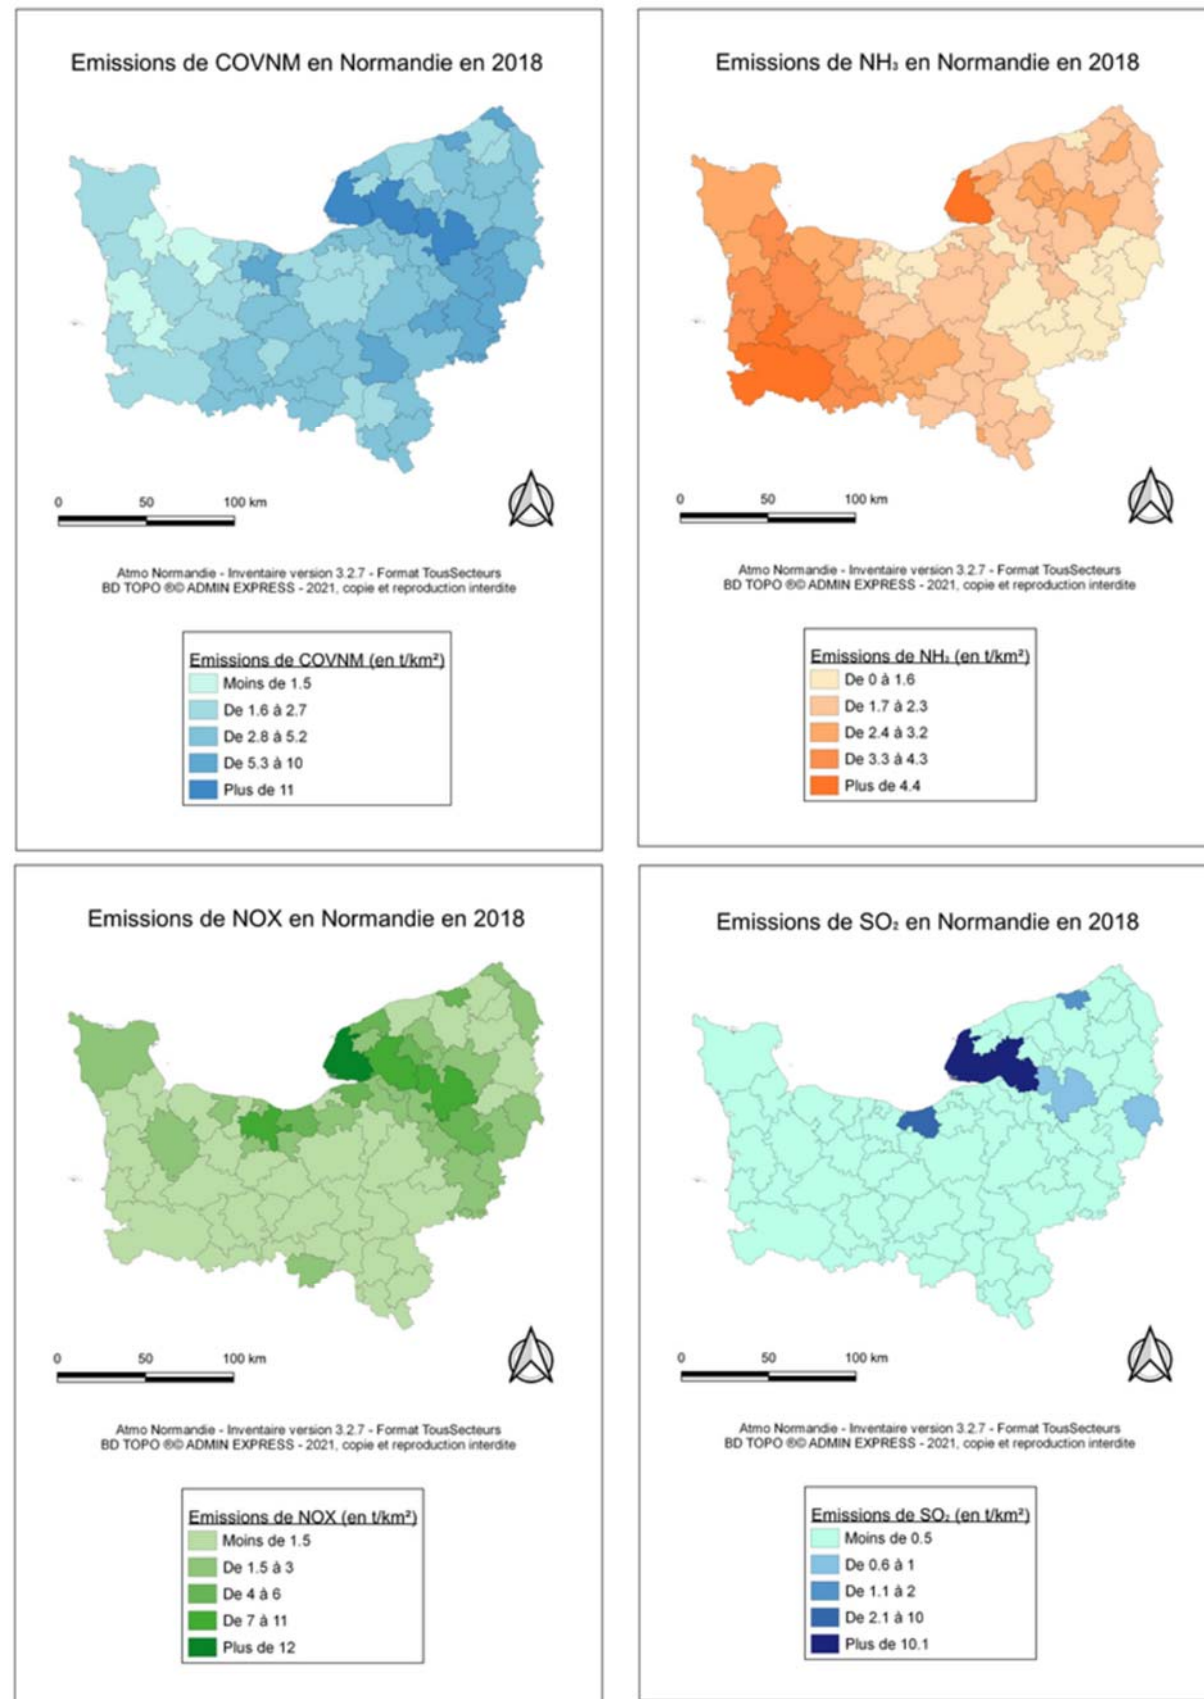 Emissions de COVNM en Normandie en 2018
0 50 100 km
Atmo Normandie - Inventaire version 3.2.7 - Format TousSecteurs
BD TOPO ®© ADMIN EXPRESS - 2021, copie et reproduction interdite
Emissions de COVNM (en t/km²)
Moins de 1.5
De 1.6 à 2.7
De 2.8 à 5.2
De 5.3 à 10
Plus de 11
Emissions de NH₃ en Normandie en 2018
0 50 100 km
Atmo Normandie - Inventaire version 3.2.7 - Format TousSecteurs
BD TOPO ®© ADMIN EXPRESS - 2021, copie et reproduction interdite
Emissions de NH₃ (en t/km²)
De 0 à 1.6
De 1.7 à 2.3
De 2.4 à 3.2
De 3.3 à 4.3
Plus de 4.4
Emissions de NOX en Normandie en 2018
0 50 100 km
Atmo Normandie - Inventaire version 3.2.7 - Format TousSecteurs
BD TOPO ®© ADMIN EXPRESS - 2021, copie et reproduction interdite
Emissions de NOX (en t/km²)
Moins de 1.5
De 1.5 à 3
De 4 à 6
De 7 à 11
Plus de 12
Emissions de SO₂ en Normandie en 2018
0 50 100 km
Atmo Normandie - Inventaire version 3.2.7 - Format TousSecteurs
BD TOPO ®© ADMIN EXPRESS - 2021, copie et reproduction interdite
Emissions de SO₂ (en t/km²)
Moins de 0.5
De 0.6 à 1
De 1.1 à 2
De 2.1 à 10
Plus de 10.1